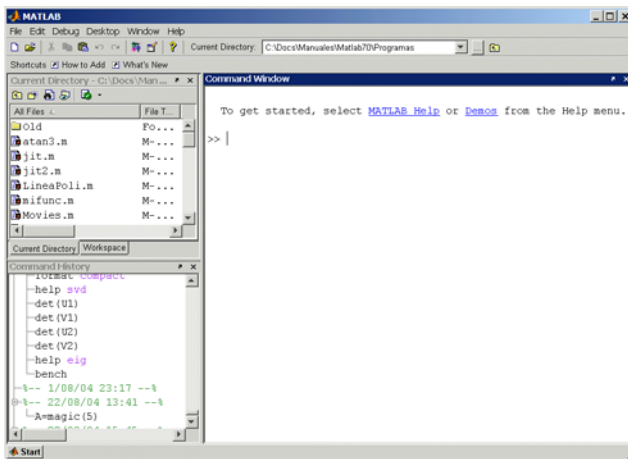 MATLAB
File Edit Debug Desktop Window Help
Current Directory: C:\Docs\Manuales\Matlab70\Programas
Shortcuts How to Add What's New
Current Directory - C:\Docs\Man...
All Files File T...
Old Fo...
atan3.m M-...
jit.m M-...
jit2.m M-...
LineaPoli.m M-...
mifunc.m M-...
Movies.m M-...
Current Directory Workspace
Command History
format compact
help svd
det(U1)
det(V1)
det(U2)
det(V2)
help eig
bench
%-- 1/08/04 23:17 --%
%-- 22/08/04 13:41 --%
A=magic(5)
Command Window
To get started, select MATLAB Help or Demos from the Help menu.
>>
Start